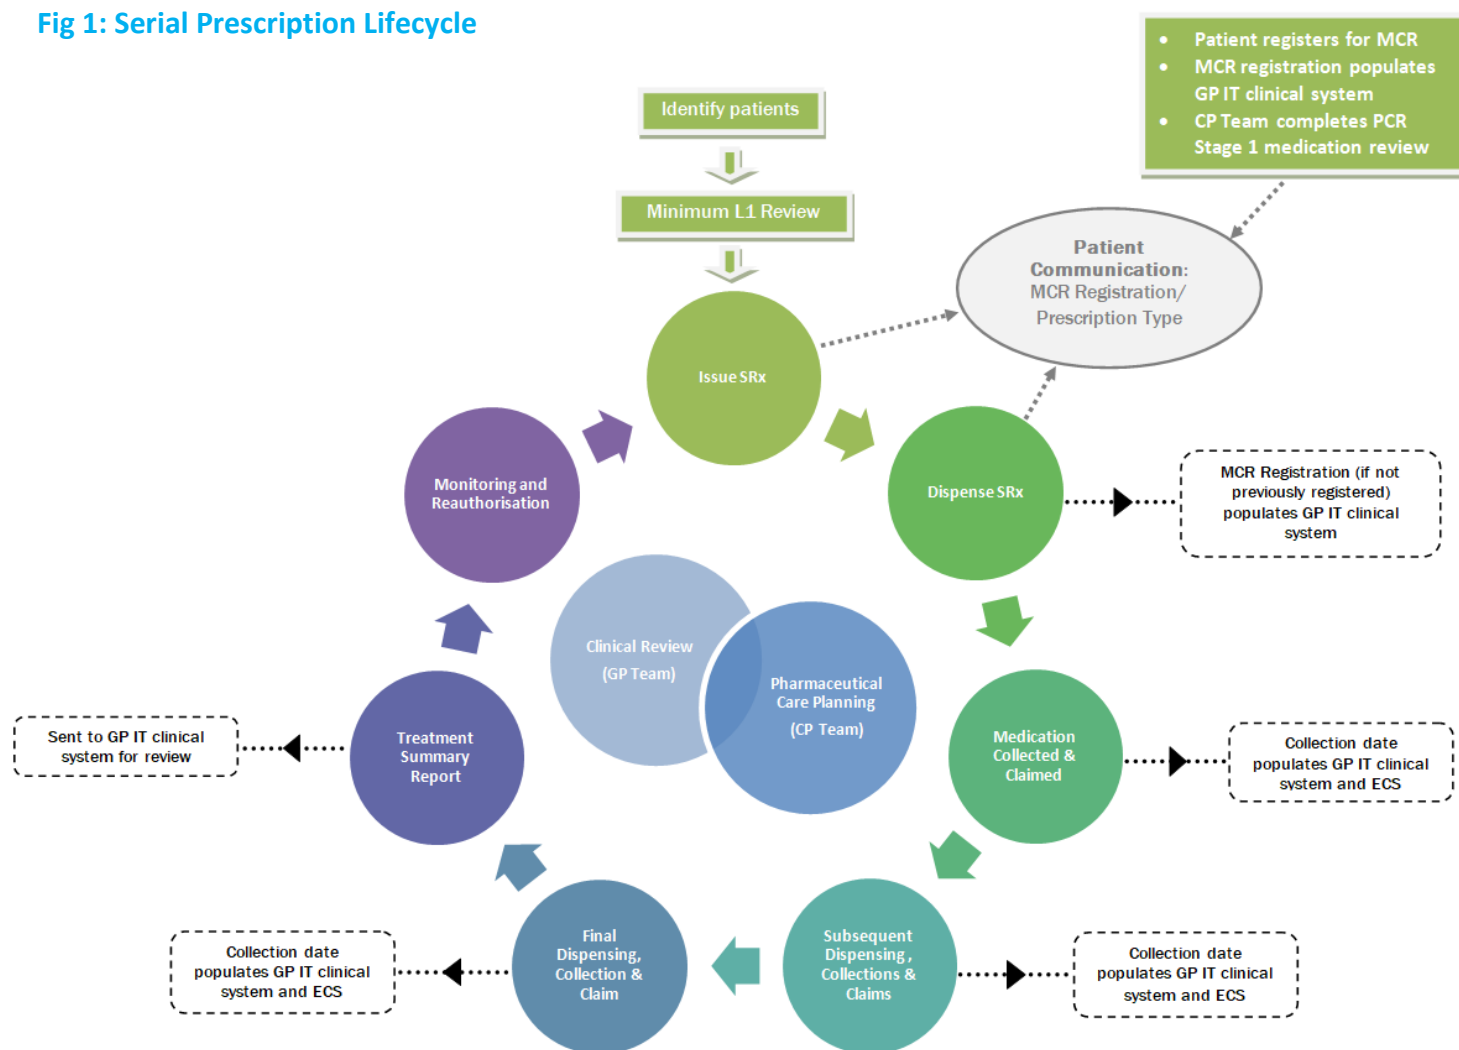 Fig 1: Serial Prescription Lifecycle
• Patient registers for MCR
• MCR registration populates
GP IT clinical system
• CP Team completes PCR
Stage 1 medication review
Identify patients
Minimum L1 Review
Patient
Communication:
MCR Registration/
Prescription Type
Issue SRx
Dispense SRx
MCR Registration (if not
previously registered)
populates GP IT clinical
system
Medication
Collected &
Claimed
Collection date
populates GP IT clinical
system and ECS
Subsequent
Dispensing ,
Collections &
Claims
Collection date
populates GP IT clinical
system and ECS
Final
Dispensing,
Collection &
Claim
Collection date
populates GP IT clinical
system and ECS
Treatment
Summary
Report
Sent to GP IT clinical
system for review
Monitoring and
Reauthorisation
Clinical Review
(GP Team)
Pharmaceutical
Care Planning
(CP Team)